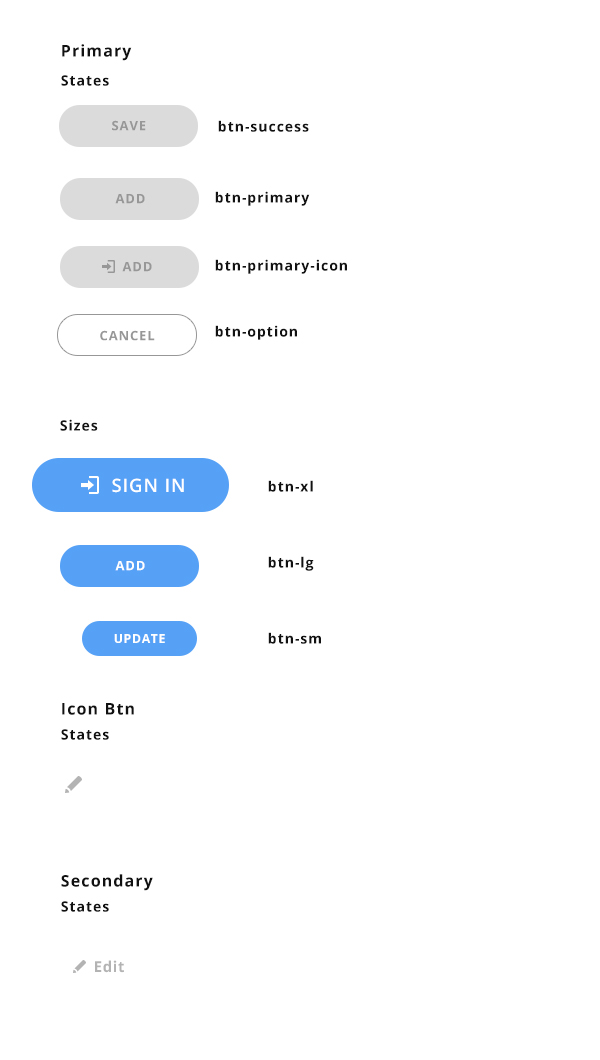 Primary
States
SAVE btn-success
ADD btn-primary
ADD btn-primary-icon
CANCEL btn-option
Sizes
SIGN IN btn-xl
ADD btn-lg
UPDATE btn-sm
Icon Btn
States
Secondary
States
Edit